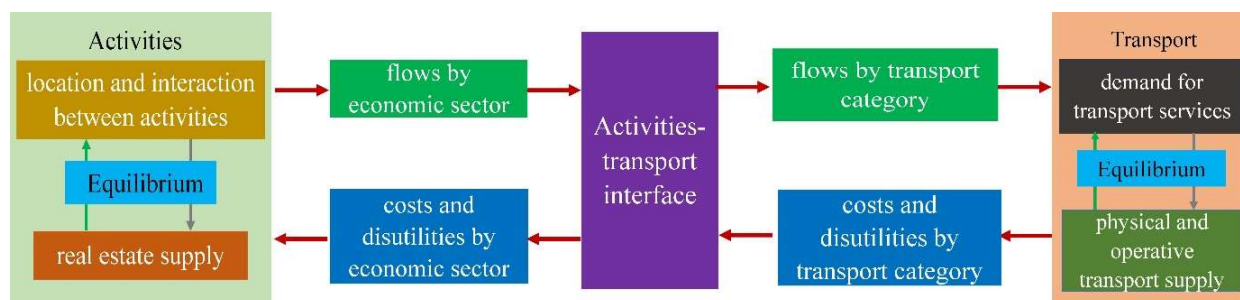 Activities
location and interaction
between activities
Equilibrium
real estate supply
flows by
economic sector
costs and
disutilities by
economic sector
Activities-
transport
interface
flows by transport
category
costs and
disutilities by
transport category
Transport
demand for
transport services
Equilibrium
physical and
operative
transport supply